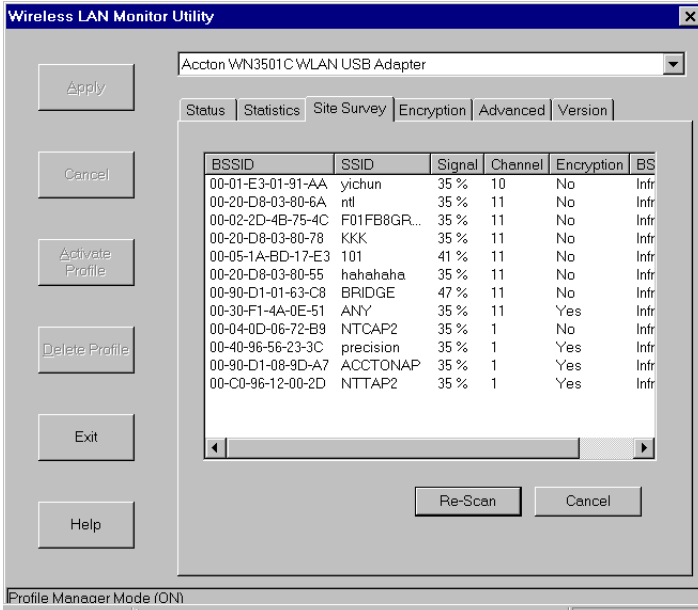 Wireless LAN Monitor Utility
Accton WN3501C WLAN USB Adapter
Apply
Cancel
Activate
Profile
Delete Profile
Exit
Help
Status Statistics Site Survey Encryption Advanced Version
BSSID SSID Signal Channel Encryption BS
00-01-E3-01-91-AA yichun 35 % 10 No Infr
00-20-D8-03-80-6A ntl 35 % 11 No Infr
00-02-2D-4B-75-4C F01FB8GR... 35 % 11 No Infr
00-20-D8-03-80-78 KKK 35 % 11 No Infr
00-05-1A-BD-17-E3 101 41 % 11 No Infr
00-20-D8-03-80-55 hahahaha 35 % 11 No Infr
00-90-D1-01-63-C8 BRIDGE 47 % 11 No Infr
00-30-F1-4A-0E-51 ANY 35 % 11 Yes Infr
00-04-0D-06-72-B9 NTCAP2 35 % 1 No Infr
00-40-96-56-23-3C precision 35 % 1 Yes Infr
00-90-D1-08-9D-A7 ACCTONAP 35 % 1 Yes Infr
00-C0-96-12-00-2D NTTAP2 35 % 1 Yes Infr
Re-Scan Cancel
Profile Manager Mode (ON)